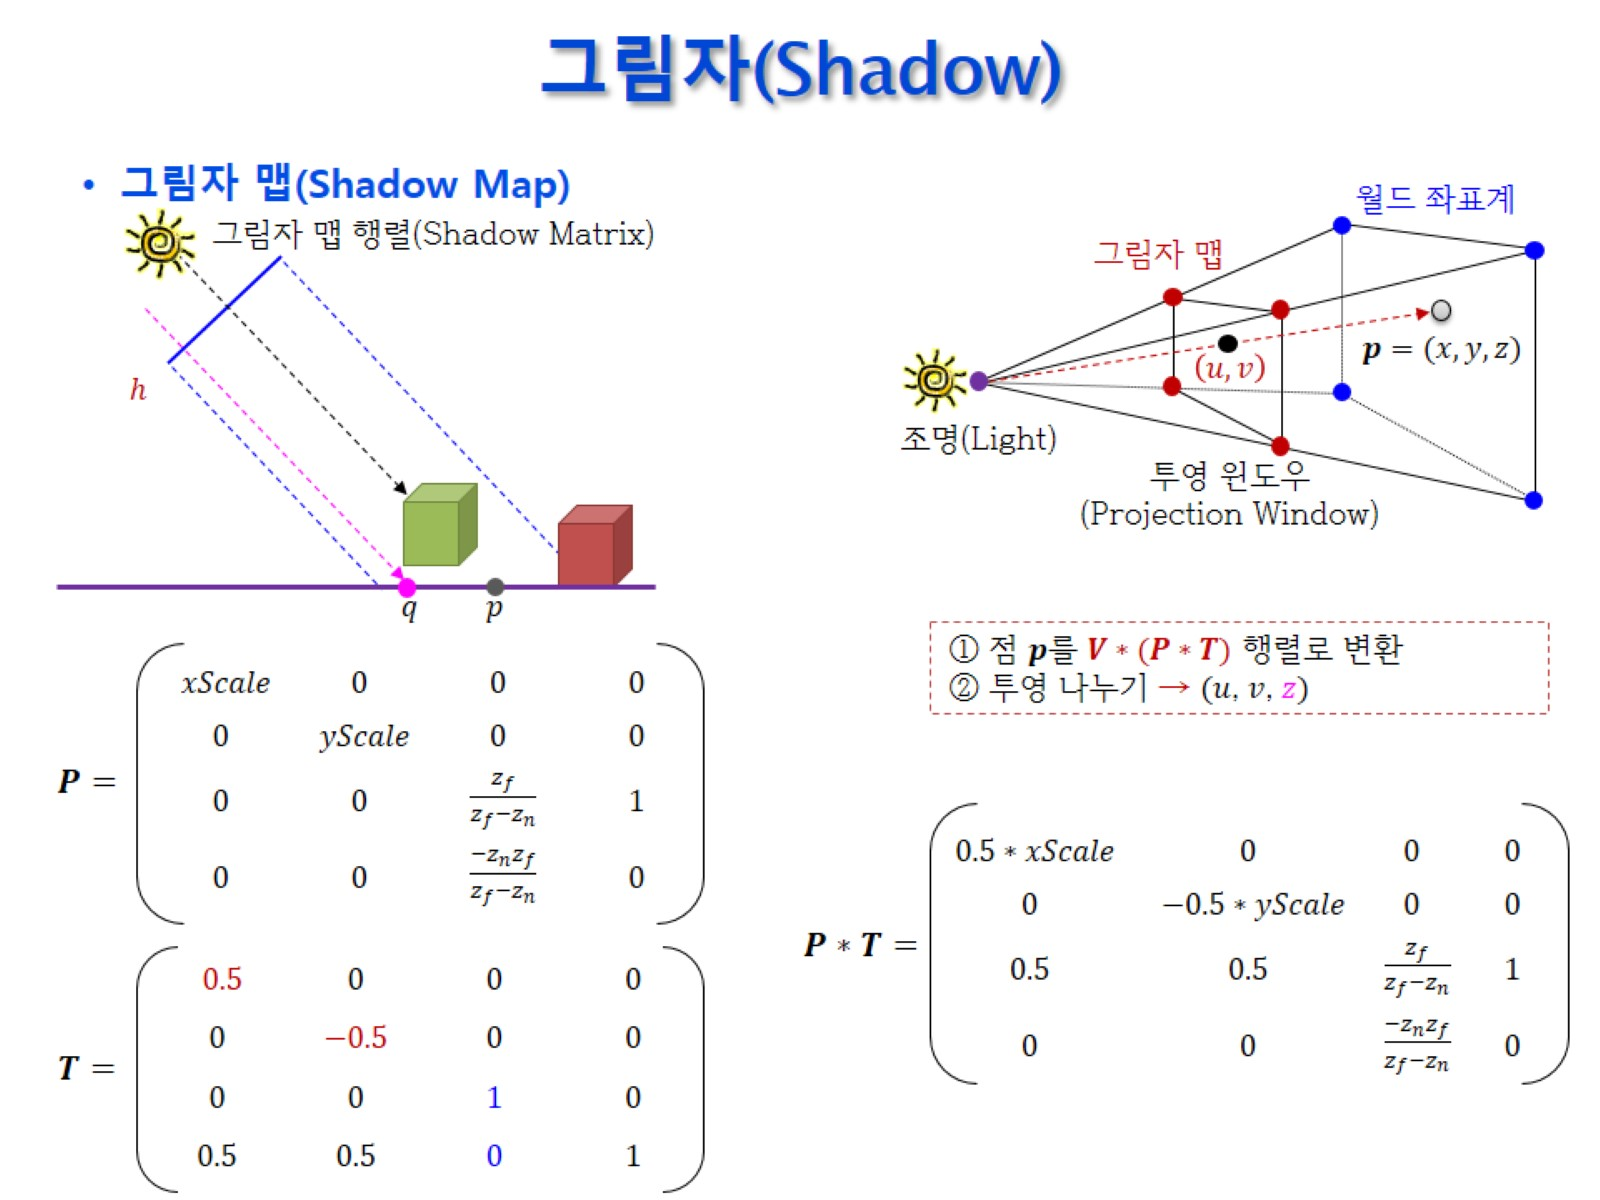 그림자(Shadow)
• 그림자 맵(Shadow Map)
그림자 맵 행렬(Shadow Matrix)
h
q p
월드 좌표계
그림자 맵
(u, v)
p = (x, y, z)
조명(Light)
투영 윈도우
(Projection Window)
① 점 p를 V * (P * T) 행렬로 변환
② 투영 나누기 → (u, v, z)
P =
xScale 0 0 0
0 yScale 0 0
0 0 z_f/(z_f−z_n) 1
0 0 −z_n z_f/(z_f−z_n) 0
T =
0.5 0 0 0
0 −0.5 0 0
0 0 1 0
0.5 0.5 0 1
P * T =
0.5 * xScale 0 0 0
0 −0.5 * yScale 0 0
0.5 0.5 z_f/(z_f−z_n) 1
0 0 −z_n z_f/(z_f−z_n) 0